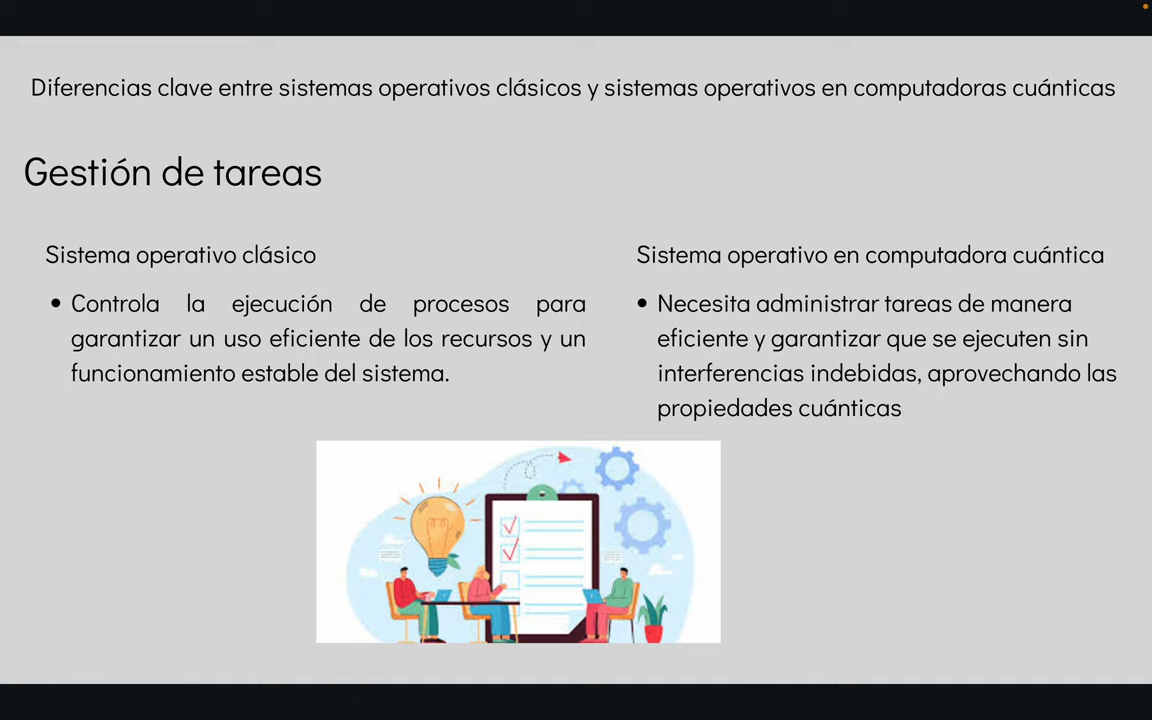 Diferencias clave entre sistemas operativos clásicos y sistemas operativos en computadoras cuánticas
Gestión de tareas
Sistema operativo clásico
• Controla la ejecución de procesos para
garantizar un uso eficiente de los recursos y un
funcionamiento estable del sistema.
Sistema operativo en computadora cuántica
• Necesita administrar tareas de manera
eficiente y garantizar que se ejecuten sin
interferencias indebidas, aprovechando las
propiedades cuánticas